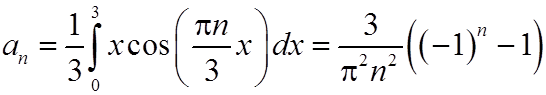 $a_n = \frac{1}{3} \int_0^3 x \cos\left(\frac{\pi n}{3} x\right) dx = \frac{3}{\pi^2 n^2} \left((-1)^n - 1\right)$